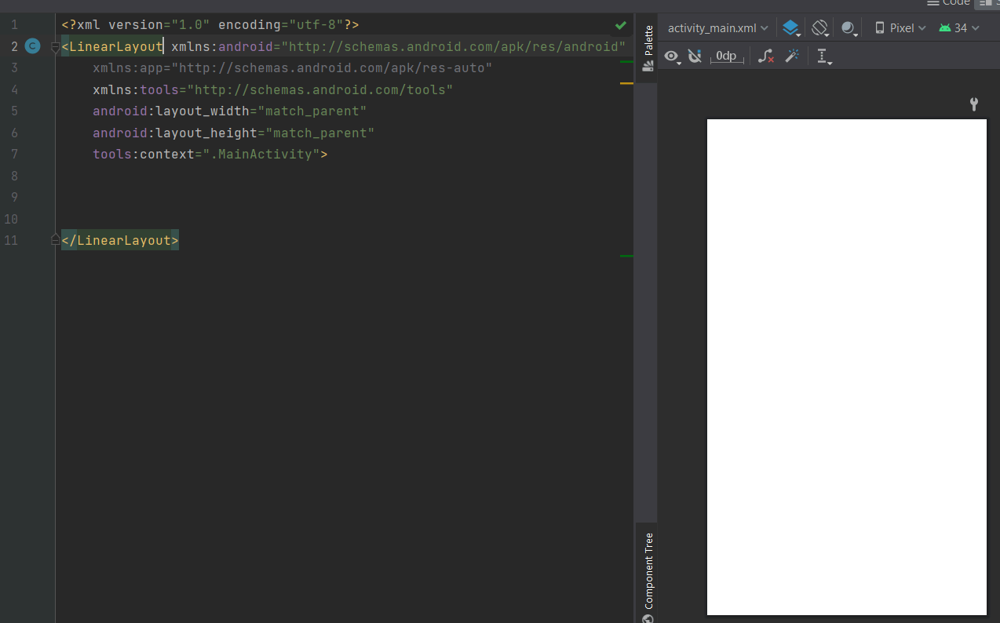 Code
1 <?xml version="1.0" encoding="utf-8"?>
2 C <LinearLayout xmlns:android="http://schemas.android.com/apk/res/android"
3 xmlns:app="http://schemas.android.com/apk/res-auto"
4 xmlns:tools="http://schemas.android.com/tools"
5 android:layout_width="match_parent"
6 android:layout_height="match_parent"
7 tools:context=".MainActivity">
8
9
10
11 </LinearLayout>
Palette
Component Tree
activity_main.xml Pixel 34
0dp